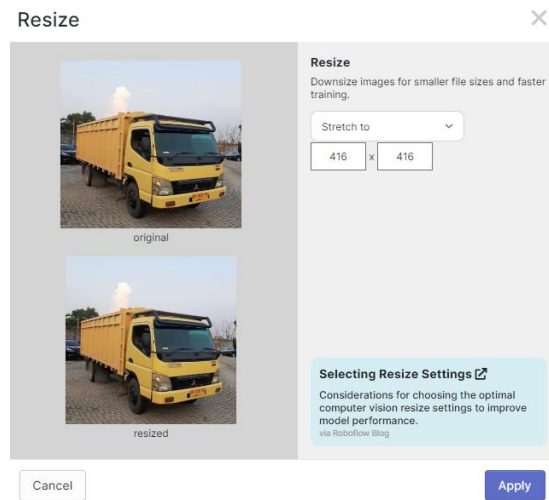 Resize
original
resized
Resize
Downsize images for smaller file sizes and faster
training.
Stretch to
416 x 416
Selecting Resize Settings
Considerations for choosing the optimal
computer vision resize settings to improve
model performance.
via Roboflow Blog
Cancel
Apply